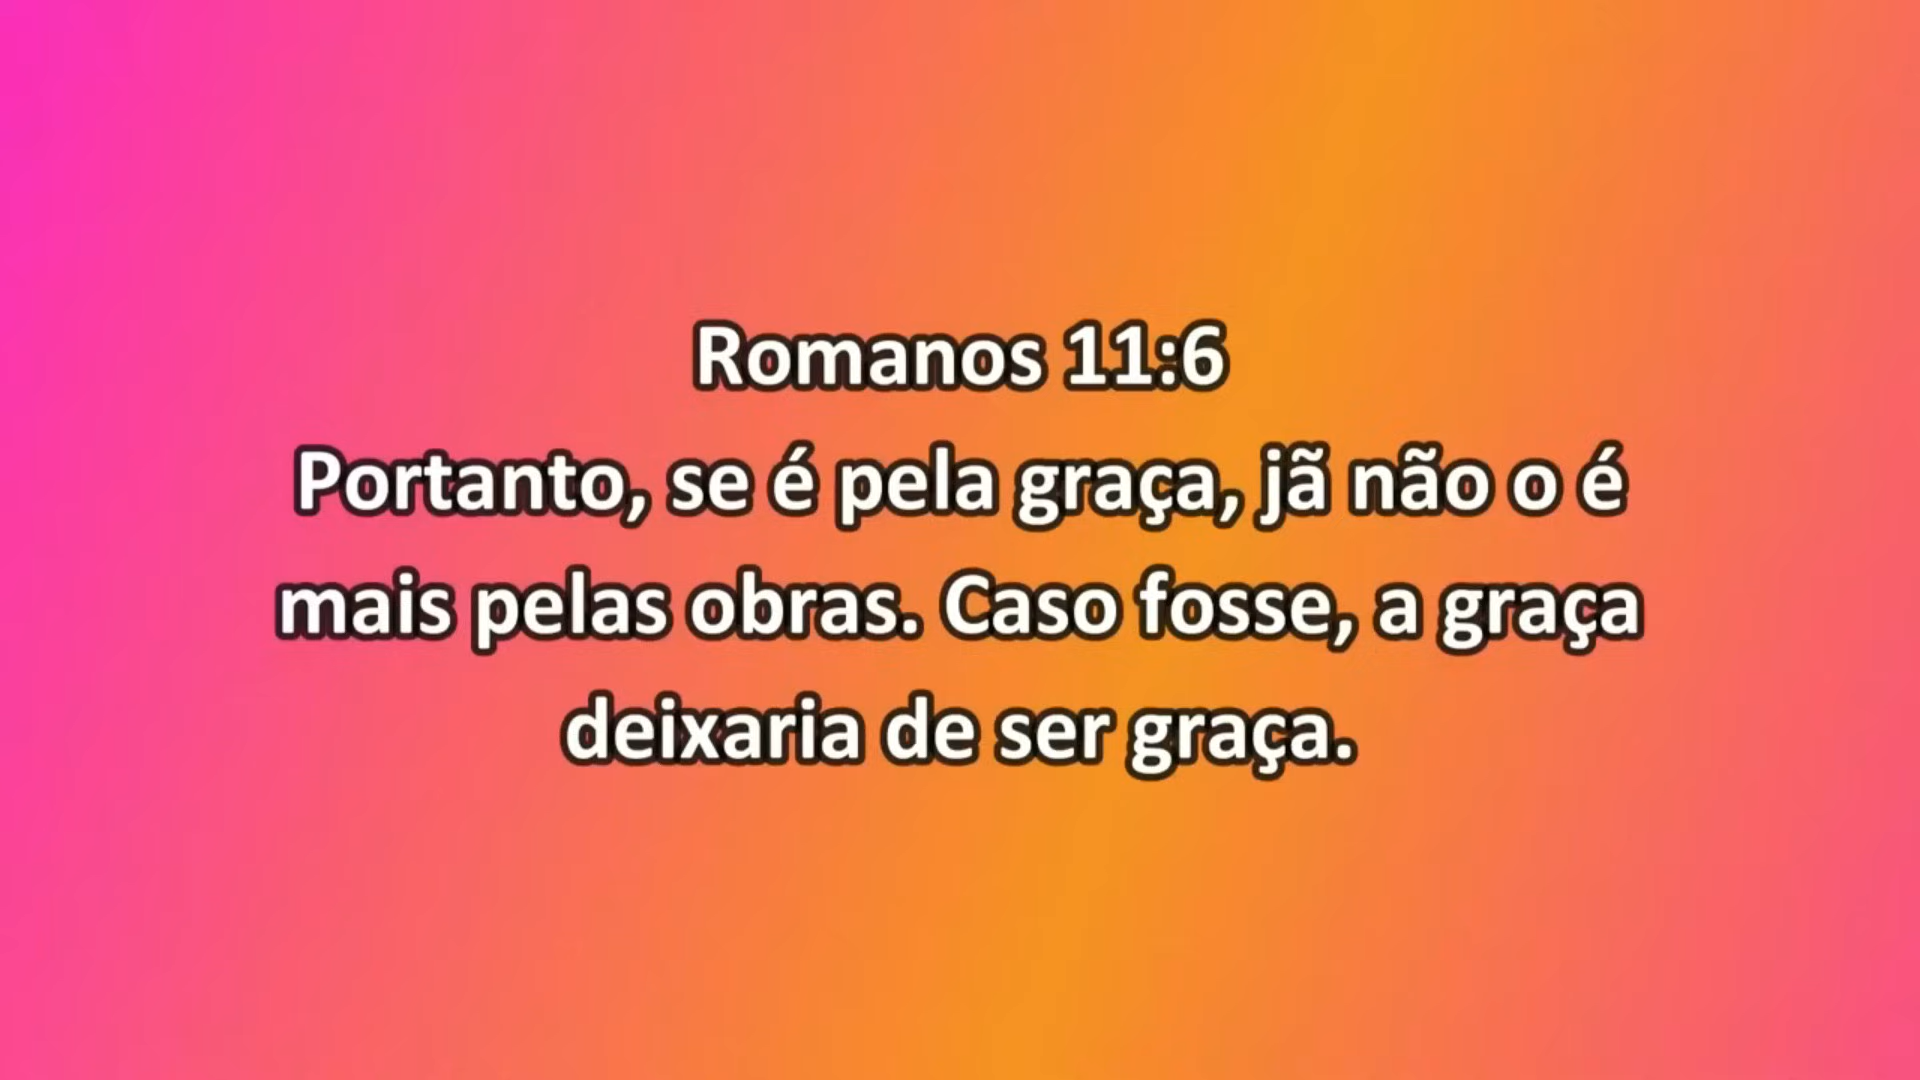 Romanos 11:6
Portanto, se é pela graça, jã não o é
mais pelas obras. Caso fosse, a graça
deixaria de ser graça.